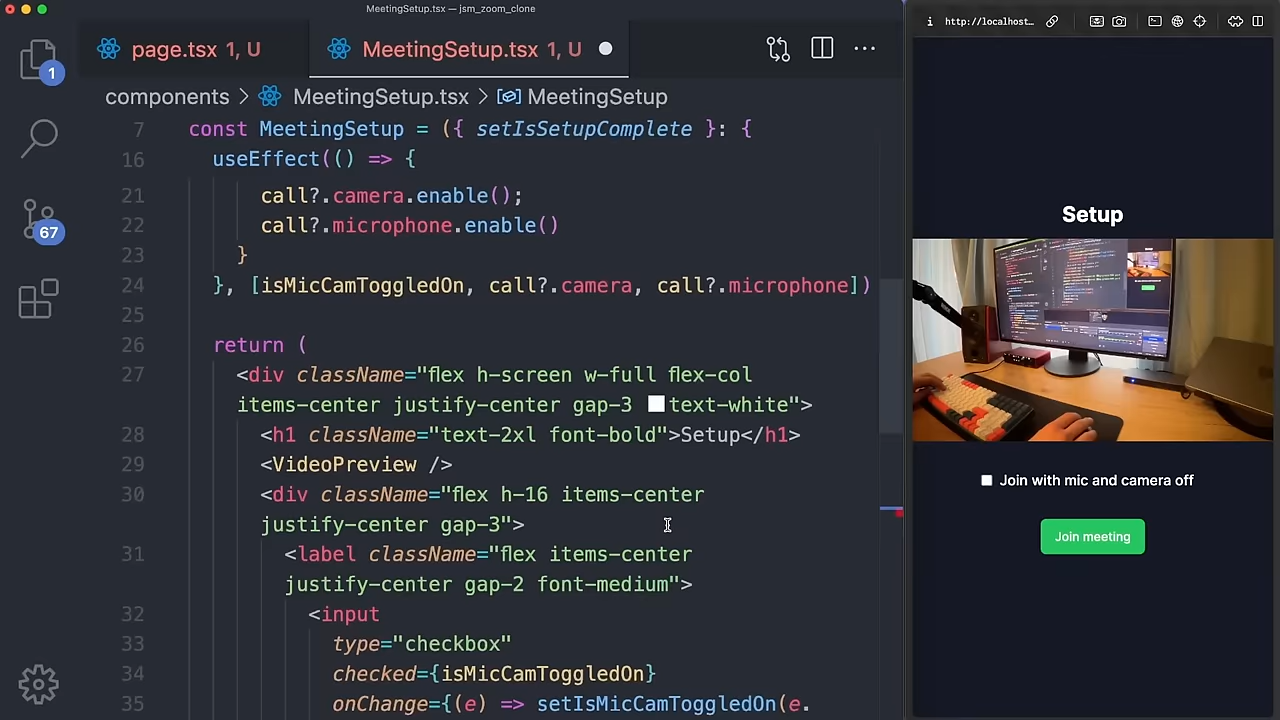 MeetingSetup.tsx — jsm_zoom_clone
page.tsx 1, U
MeetingSetup.tsx 1, U
components > MeetingSetup.tsx > MeetingSetup
1
67
7 const MeetingSetup = ({ setIsSetupComplete }: {
16 useEffect(() => {
21 call?.camera.enable();
22 call?.microphone.enable()
23 }
24 }, [isMicCamToggledOn, call?.camera, call?.microphone])
25
26 return (
27 <div className="flex h-screen w-full flex-col
items-center justify-center gap-3 text-white">
28 <h1 className="text-2xl font-bold">Setup</h1>
29 <VideoPreview />
30 <div className="flex h-16 items-center
justify-center gap-3">
31 <label className="flex items-center
justify-center gap-2 font-medium">
32 <input
33 type="checkbox"
34 checked={isMicCamToggledOn}
35 onChange={(e) => setIsMicCamToggledOn(e.
http://localhost...
Setup
Join with mic and camera off
Join meeting